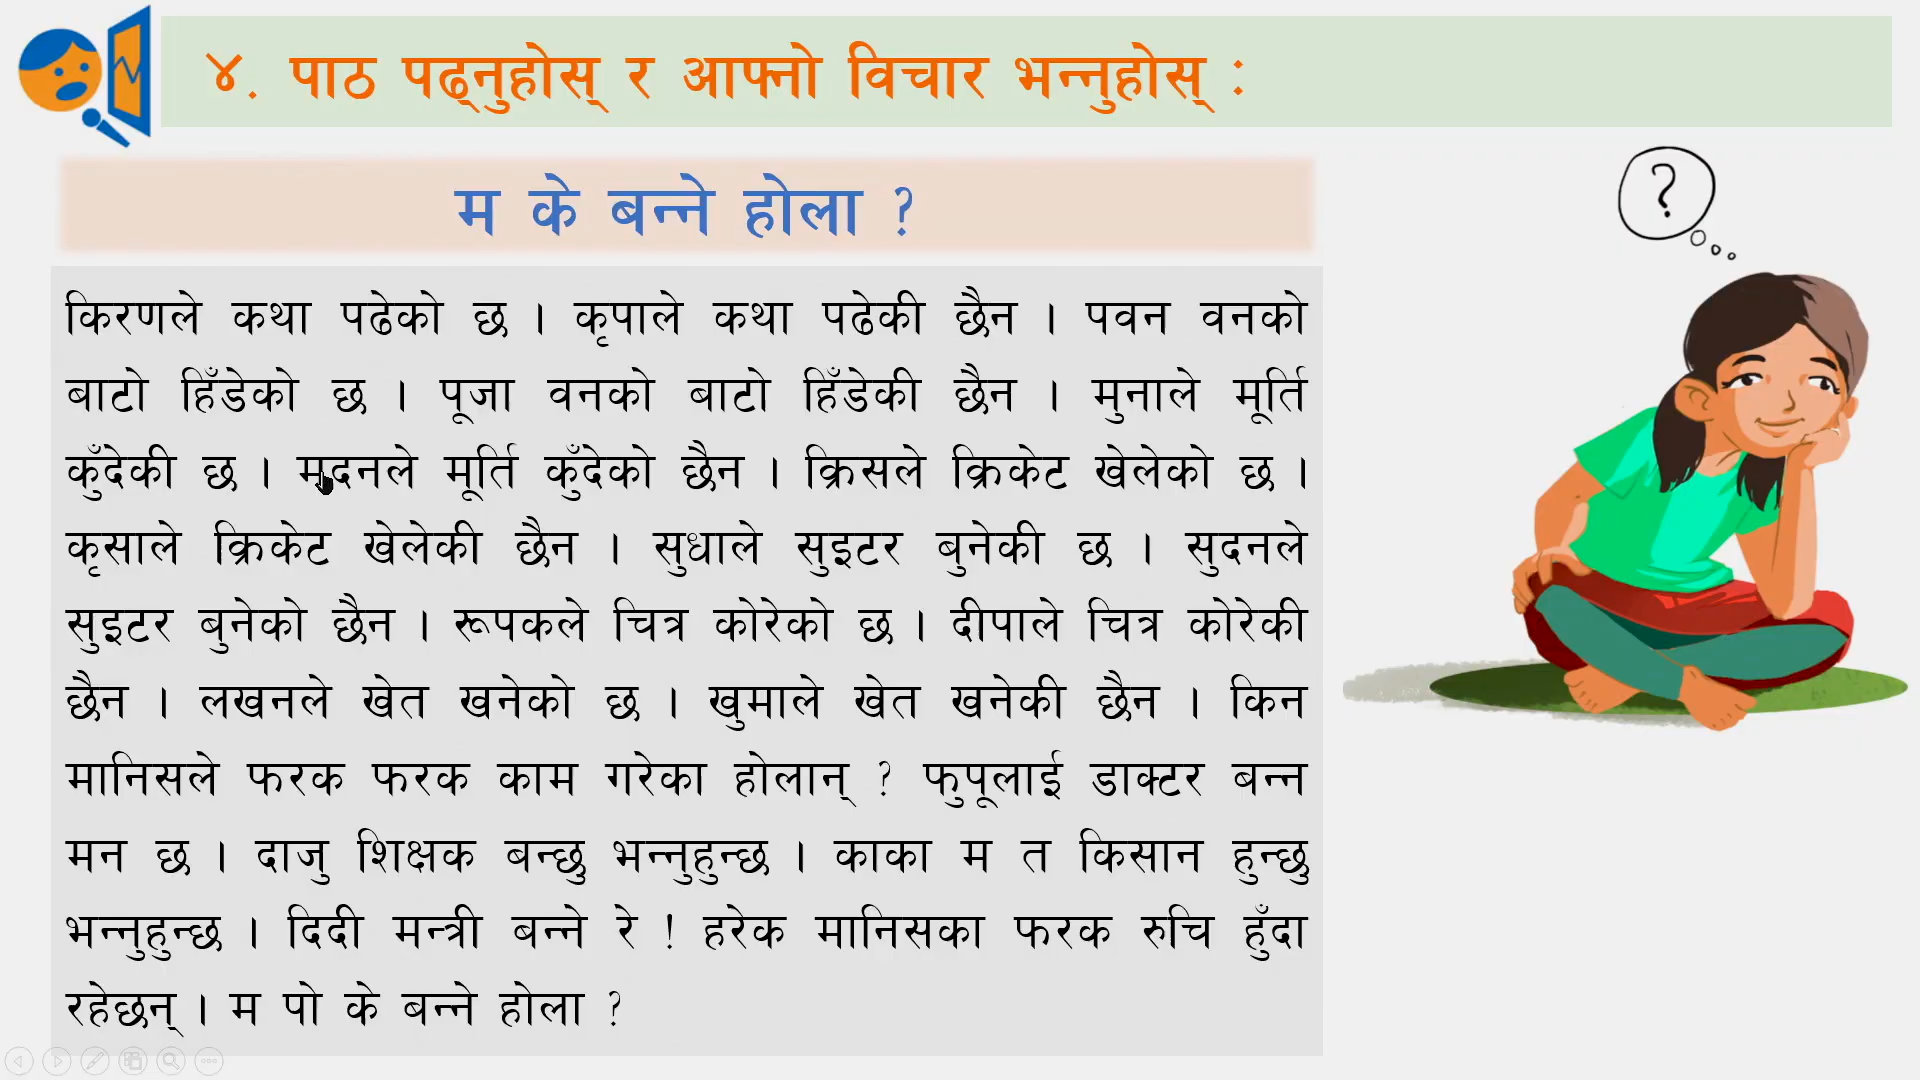 ४. पाठ पढ्नुहोस् र आफ्नो विचार भन्नुहोस् :
म के बन्ने होला ?
?
किरणले कथा पढेको छ । कृपाले कथा पढेकी छैन । पवन वनको
बाटो हिँडेको छ । पूजा वनको बाटो हिँडेकी छैन । मुनाले मूर्ति
कुँदेकी छ । मदनले मूर्ति कुँदेको छैन । क्रिसले क्रिकेट खेलेको छ ।
कृसाले क्रिकेट खेलेकी छैन । सुधाले सुइटर बुनेकी छ । सुदनले
सुइटर बुनेको छैन । रूपकले चित्र कोरेको छ । दीपाले चित्र कोरेकी
छैन । लखनले खेत खनेको छ । खुमाले खेत खनेकी छैन । किन
मानिसले फरक फरक काम गरेका होलान् ? फुपूलाई डाक्टर बन्न
मन छ । दाजु शिक्षक बन्छु भन्नुहुन्छ । काका म त किसान हुन्छु
भन्नुहुन्छ । दिदी मन्त्री बन्ने रे ! हरेक मानिसका फरक रुचि हुँदा
रहेछन् । म पो के बन्ने होला ?